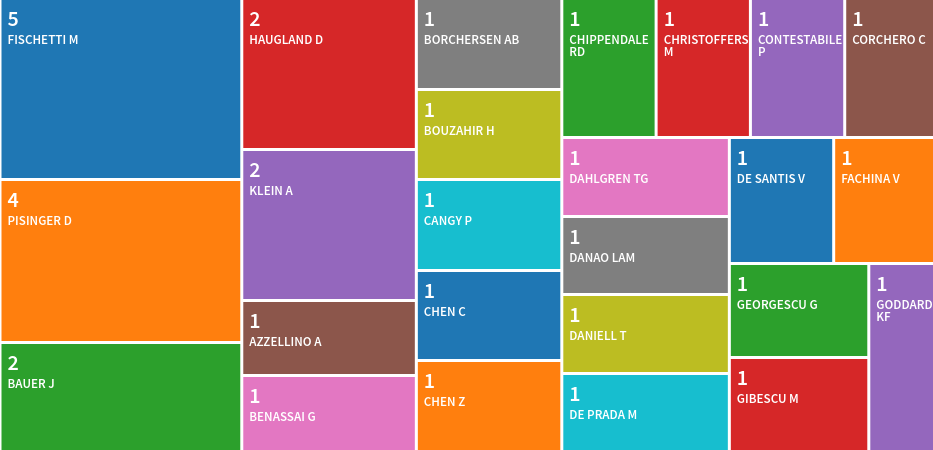 5
FISCHETTI M
4
PISINGER D
2
BAUER J
2
HAUGLAND D
2
KLEIN A
1
AZZELLINO A
1
BENASSAI G
1
BORCHERSEN AB
1
BOUZAHIR H
1
CANGY P
1
CHEN C
1
CHEN Z
1
CHIPPENDALE
RD
1
CHRISTOFFERS
M
1
CONTESTABILE
P
1
CORCHERO C
1
DAHLGREN TG
1
DANAO LAM
1
DANIELL T
1
DE PRADA M
1
DE SANTIS V
1
FACHINA V
1
GEORGESCU G
1
GIBESCU M
1
GODDARD
KF